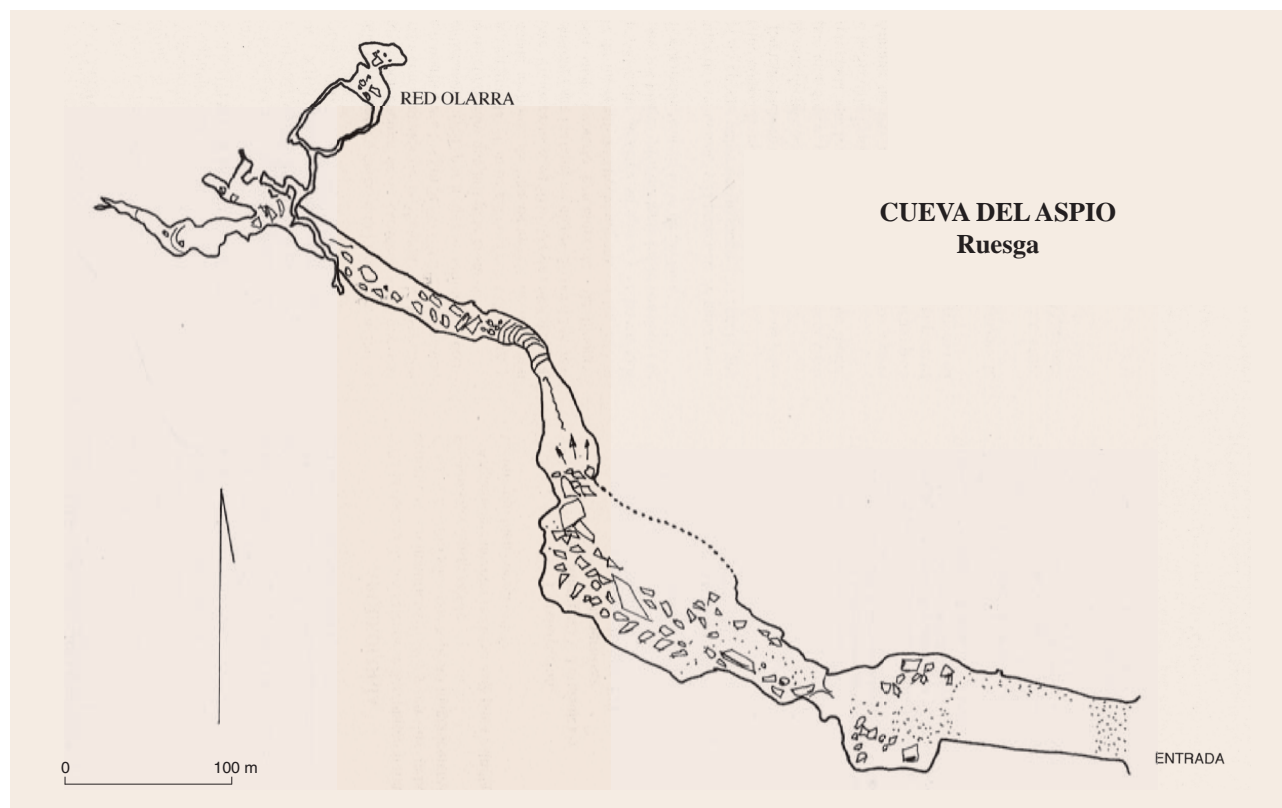 RED OLARRA
CUEVA DEL ASPIO
Ruesga
ENTRADA
0 100 m